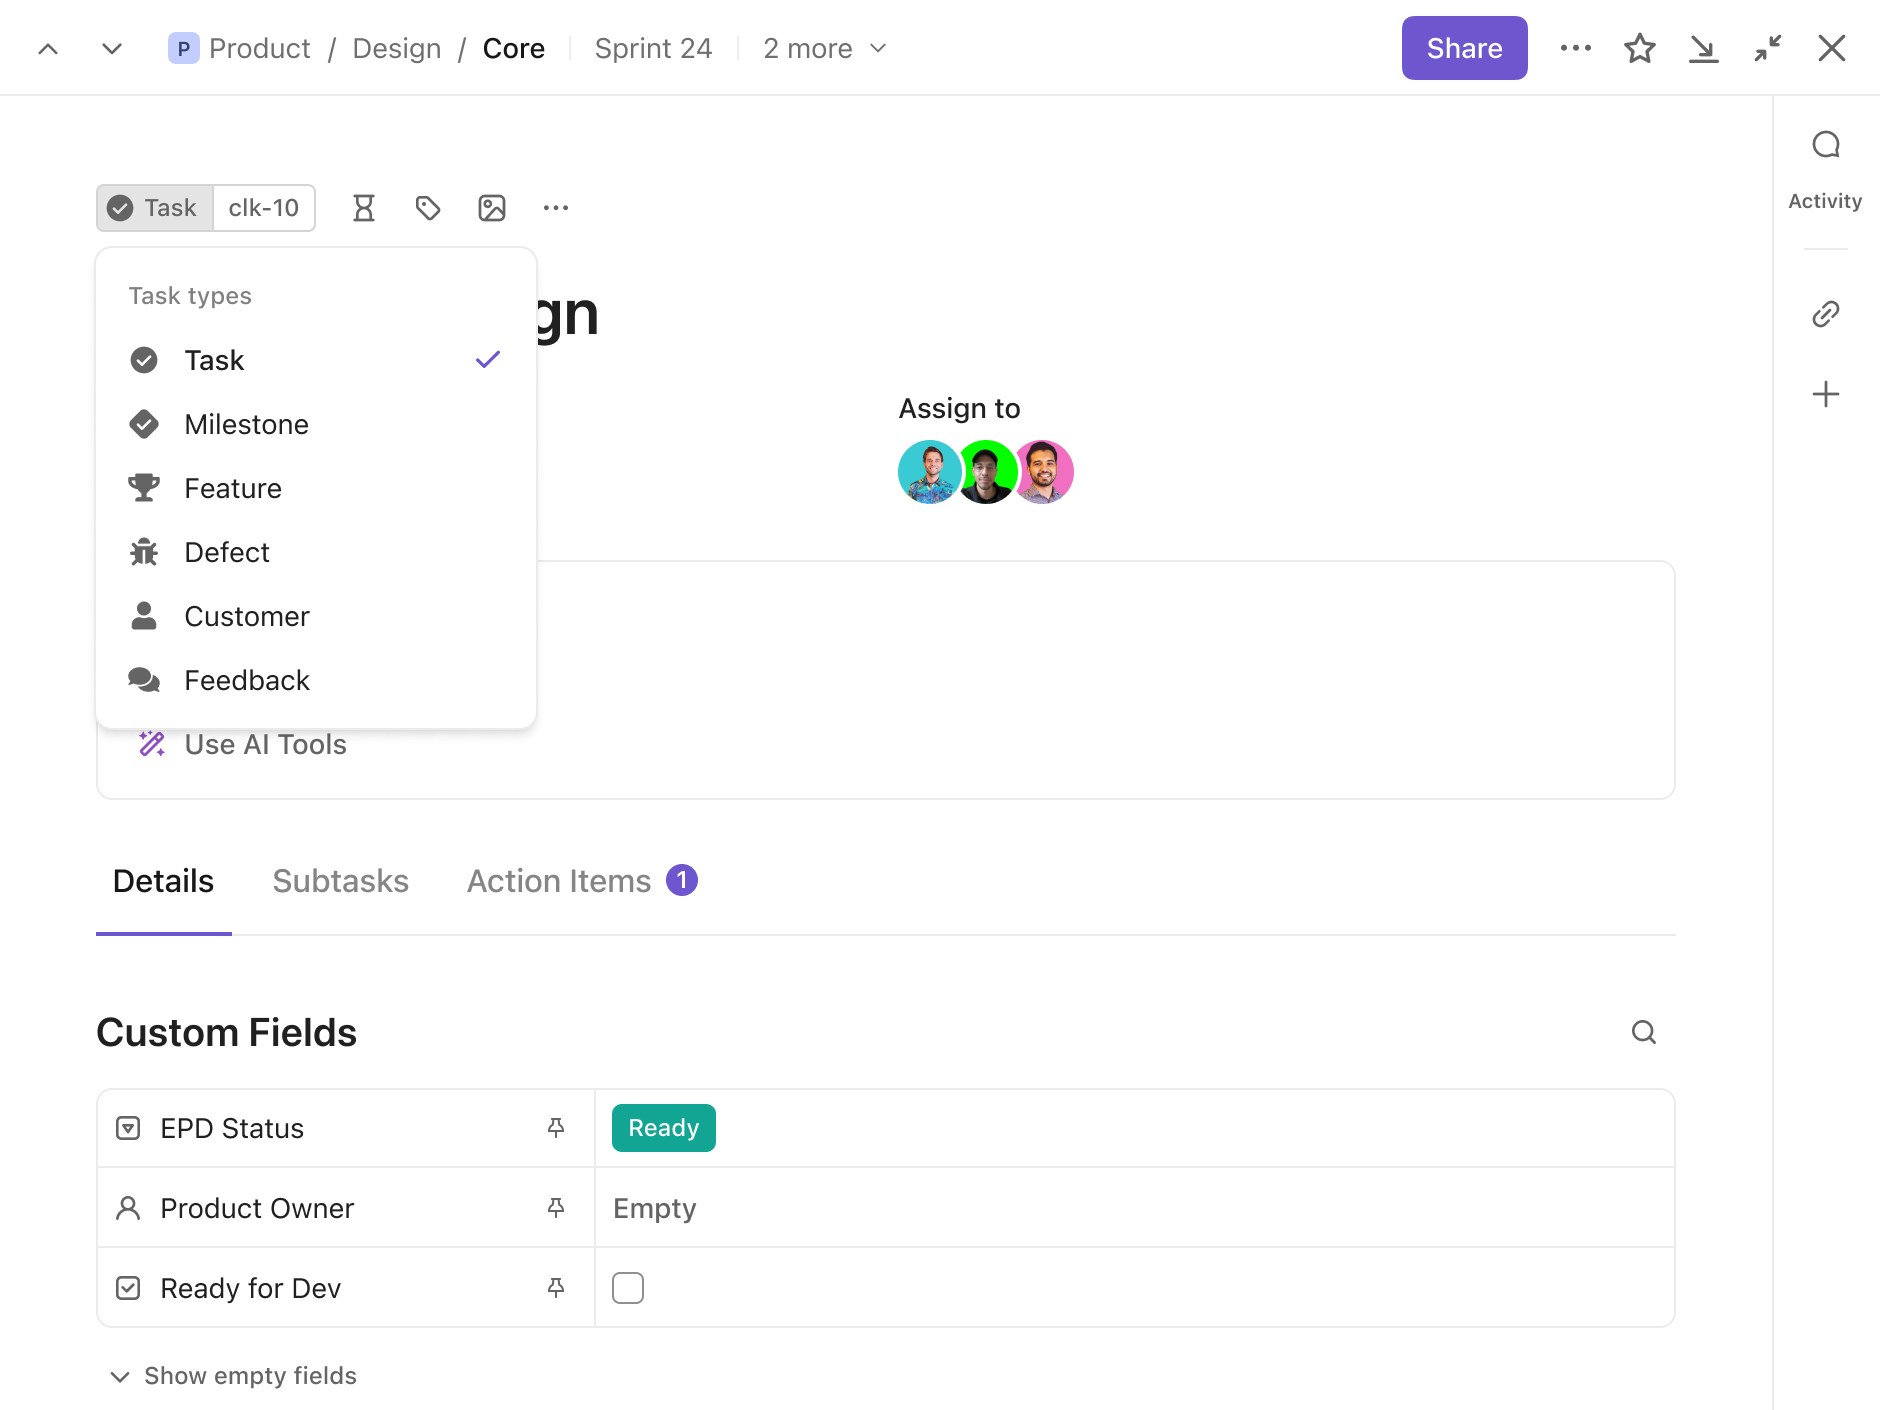 P Product / Design / Core Sprint 24 2 more Share
Activity
Task clk-10
Task types
Task
Milestone
Feature
Defect
Customer
Feedback
gn
Assign to
Use AI Tools
Details Subtasks Action Items 1
Custom Fields
EPD Status Ready
Product Owner Empty
Ready for Dev
Show empty fields